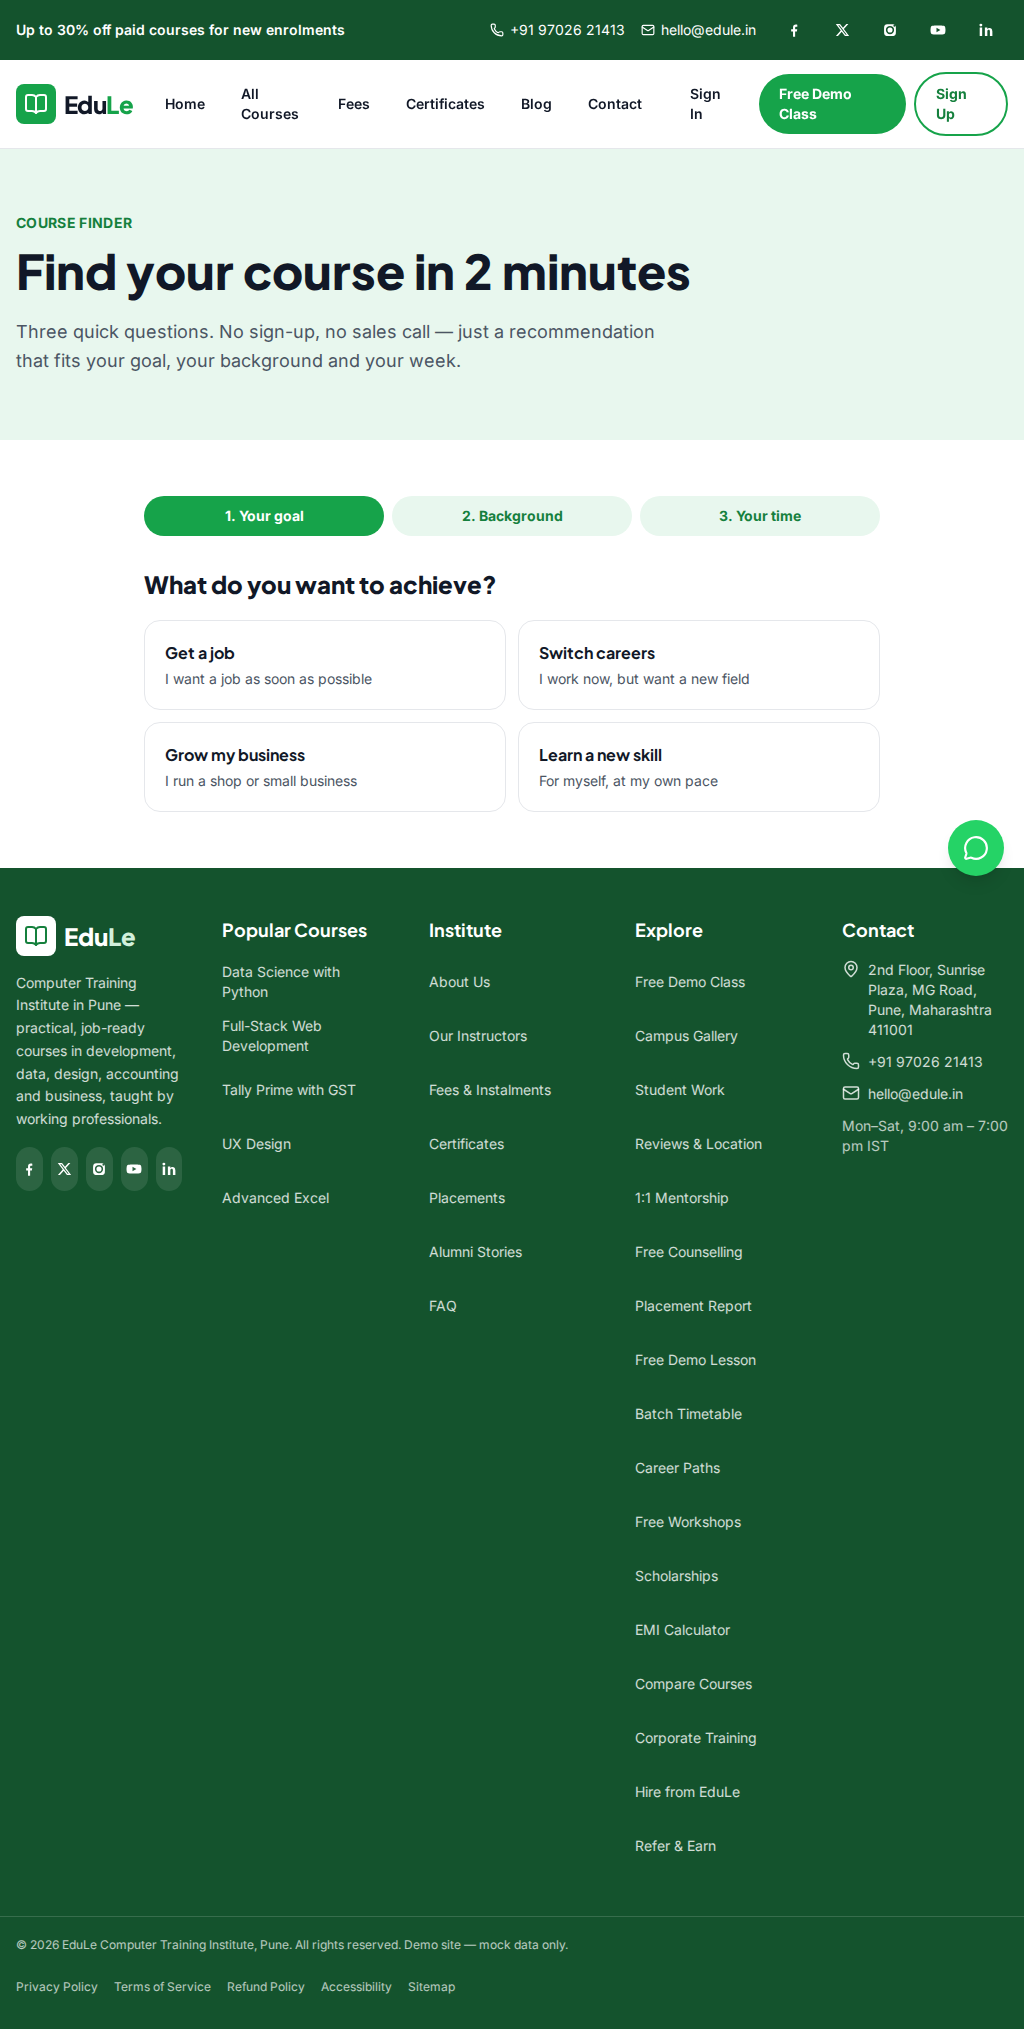 Up to 30% off paid courses for new enrolments
+91 97026 21413
hello@edule.in
EduLe
Home
All
Courses
Fees
Certificates
Blog
Contact
Sign
In
Free Demo
Class
Sign
Up
COURSE FINDER
Find your course in 2 minutes
Three quick questions. No sign-up, no sales call — just a recommendation
that fits your goal, your background and your week.
1. Your goal
2. Background
3. Your time
What do you want to achieve?
Get a job
I want a job as soon as possible
Switch careers
I work now, but want a new field
Grow my business
I run a shop or small business
Learn a new skill
For myself, at my own pace
EduLe
Computer Training
Institute in Pune —
practical, job-ready
courses in development,
data, design, accounting
and business, taught by
working professionals.
Popular Courses
Data Science with
Python
Full-Stack Web
Development
Tally Prime with GST
UX Design
Advanced Excel
Institute
About Us
Our Instructors
Fees & Instalments
Certificates
Placements
Alumni Stories
FAQ
Explore
Free Demo Class
Campus Gallery
Student Work
Reviews & Location
1:1 Mentorship
Free Counselling
Placement Report
Free Demo Lesson
Batch Timetable
Career Paths
Free Workshops
Scholarships
EMI Calculator
Compare Courses
Corporate Training
Hire from EduLe
Refer & Earn
Contact
2nd Floor, Sunrise
Plaza, MG Road,
Pune, Maharashtra
411001
+91 97026 21413
hello@edule.in
Mon–Sat, 9:00 am – 7:00
pm IST
© 2026 EduLe Computer Training Institute, Pune. All rights reserved. Demo site — mock data only.
Privacy Policy
Terms of Service
Refund Policy
Accessibility
Sitemap